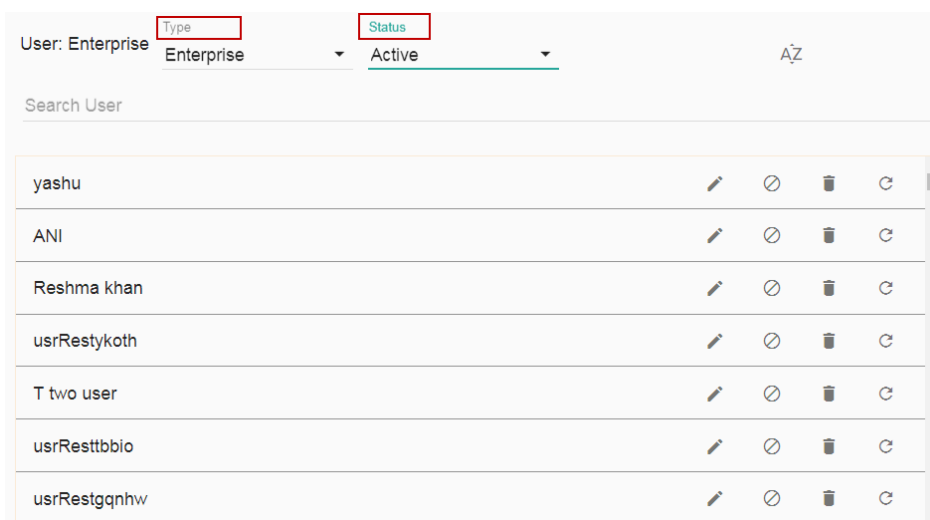 Type
Status
User: Enterprise
Enterprise
Active
AZ
Search User
yashu
ANI
Reshma khan
usrRestykoth
T two user
usrResttbbio
usrRestgqnhw